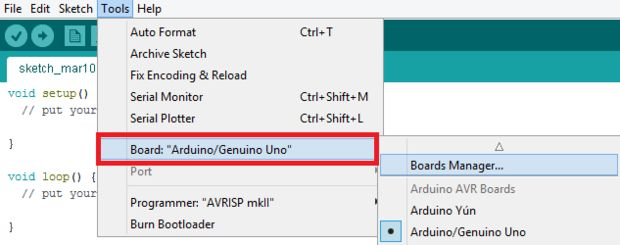 File Edit Sketch Tools Help
sketch_mar10
void setup()
// put your
}
void loop() {
// put your
}
Auto Format Ctrl+T
Archive Sketch
Fix Encoding & Reload
Serial Monitor Ctrl+Shift+M
Serial Plotter Ctrl+Shift+L
Board: "Arduino/Genuino Uno"
Port
Programmer: "AVRISP mkII"
Burn Bootloader
Boards Manager...
Arduino AVR Boards
Arduino Yún
Arduino/Genuino Uno